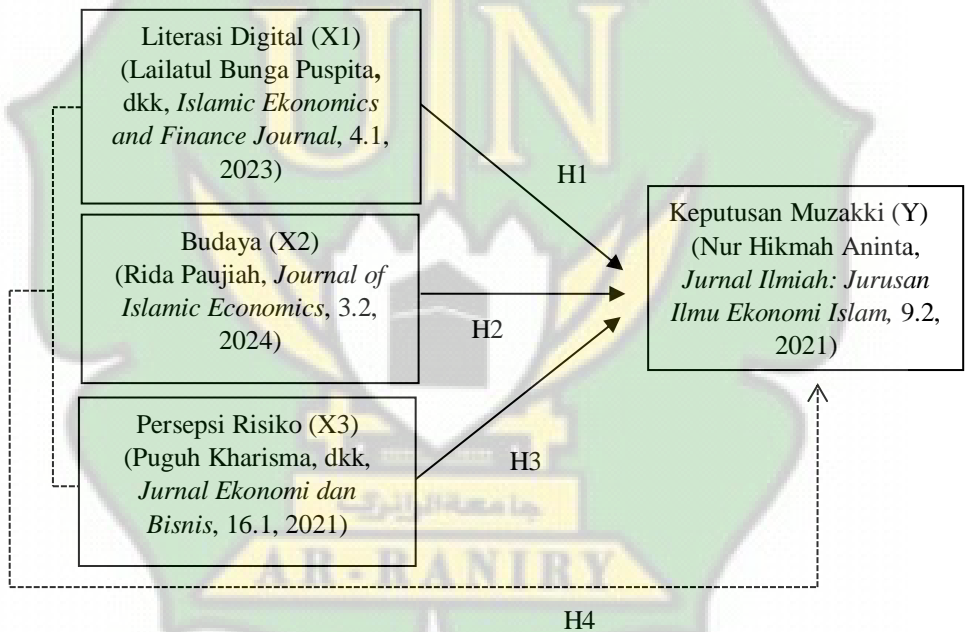 Literasi Digital (X1)
(Lailatul Bunga Puspita,
dkk, Islamic Ekonomics
and Finance Journal, 4.1,
2023)
Budaya (X2)
(Rida Paujiah, Journal of
Islamic Economics, 3.2,
2024)
Persepsi Risiko (X3)
(Puguh Kharisma, dkk,
Jurnal Ekonomi dan
Bisnis, 16.1, 2021)
H1
H2
H3
Keputusan Muzakki (Y)
(Nur Hikmah Aninta,
Jurnal Ilmiah: Jurusan
Ilmu Ekonomi Islam, 9.2,
2021)
H4
UIN
جامعة الرانري
AR-RANIRY